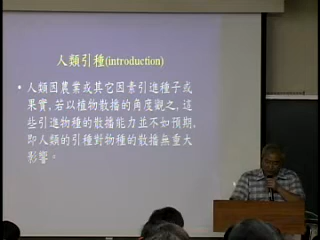 人類引種(introduction)
• 人類因農業或其它因素引進種子或
果實,若以植物散播的角度觀之,這
些引進物種的散播能力並不如預期,
即人類的引種對物種的散播無重大
影響。